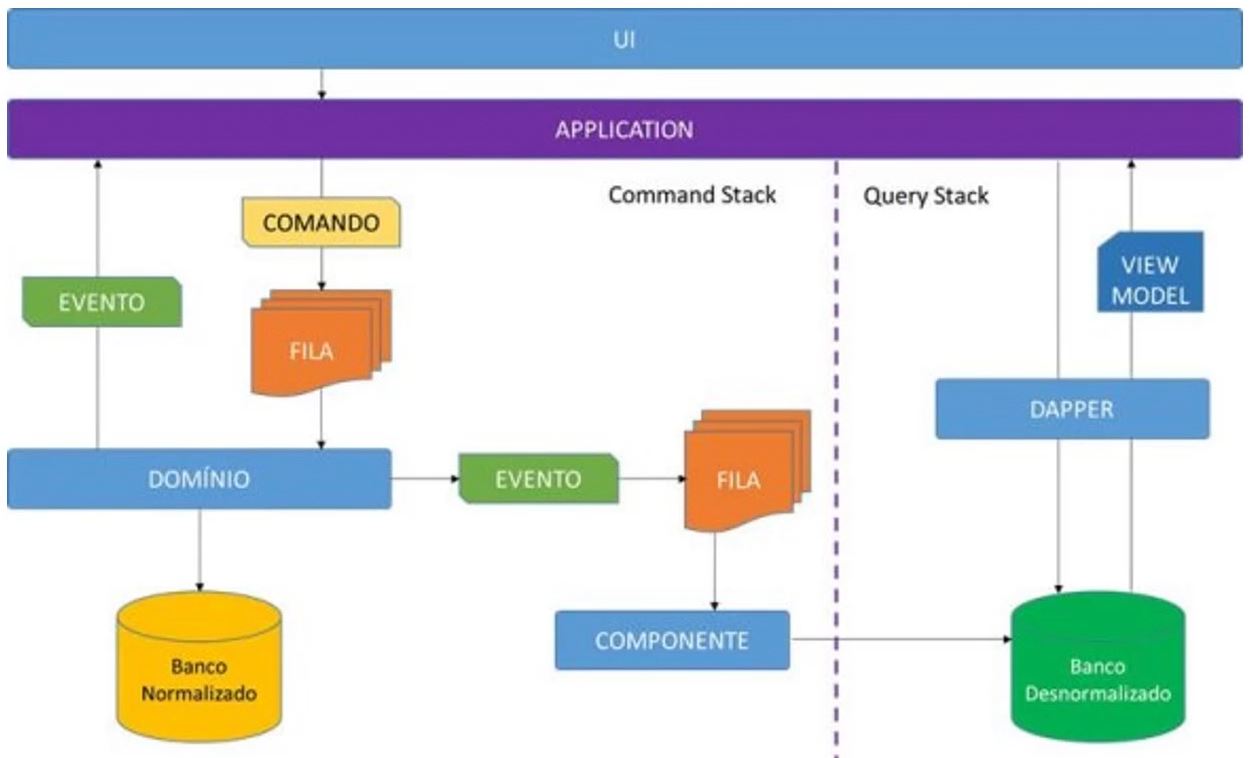 UI
APPLICATION
Command Stack
Query Stack
COMANDO
VIEW
MODEL
EVENTO
FILA
DAPPER
DOMÍNIO
EVENTO
FILA
COMPONENTE
Banco
Normalizado
Banco
Desnormalizado